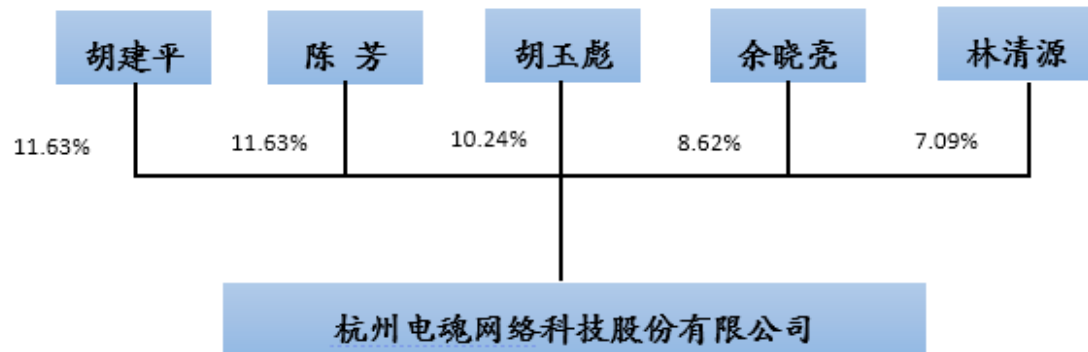 胡建平
陈 芳
胡玉彪
余晓亮
林清源
11.63%
11.63%
10.24%
8.62%
7.09%
杭州电魂网络科技股份有限公司